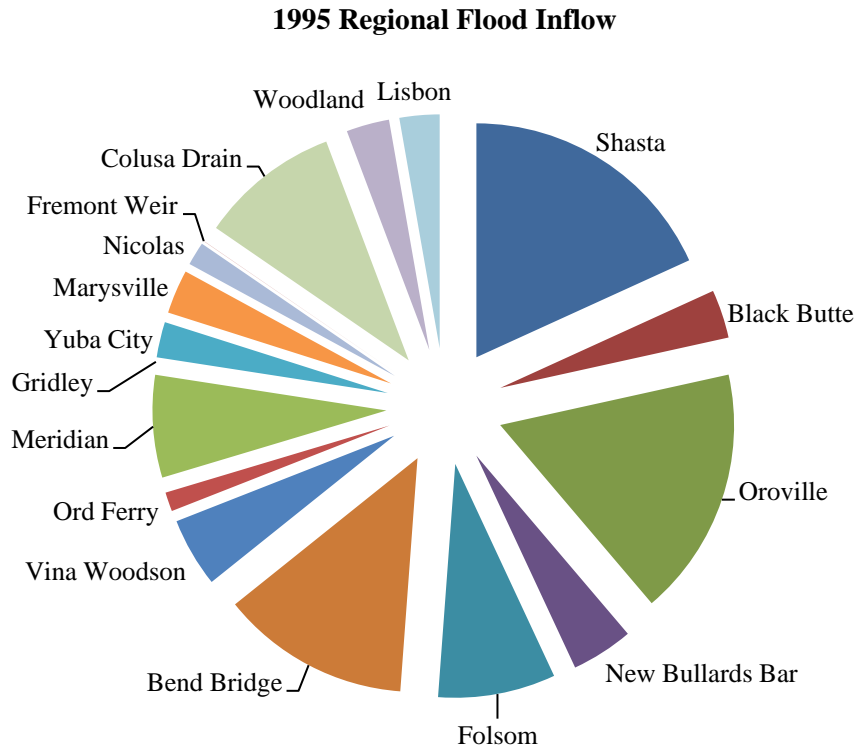 1995 Regional Flood Inflow
Lisbon
Woodland
Shasta
Colusa Drain
Fremont Weir
Nicolas
Marysville
Black Butte
Yuba City
Gridley
Meridian
Oroville
Ord Ferry
Vina Woodson
New Bullards Bar
Bend Bridge
Folsom